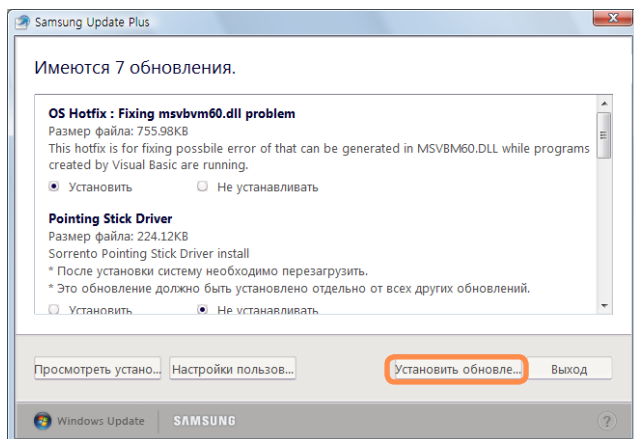 Samsung Update Plus
Имеются 7 обновления.
OS Hotfix : Fixing msvbvm60.dll problem
Размер файла: 755.98KB
This hotfix is for fixing possbile error of that can be generated in MSVBM60.DLL while programs
created by Visual Basic are running.
Установить Не устанавливать
Pointing Stick Driver
Размер файла: 224.12KB
Sorrento Pointing Stick Driver install
* После установки систему необходимо перезагрузить.
* Это обновление должно быть установлено отдельно от всех других обновлений.
Установить Не устанавливать
Просмотреть устано... Настройки пользов... Установить обновле... Выход
Windows Update SAMSUNG ?